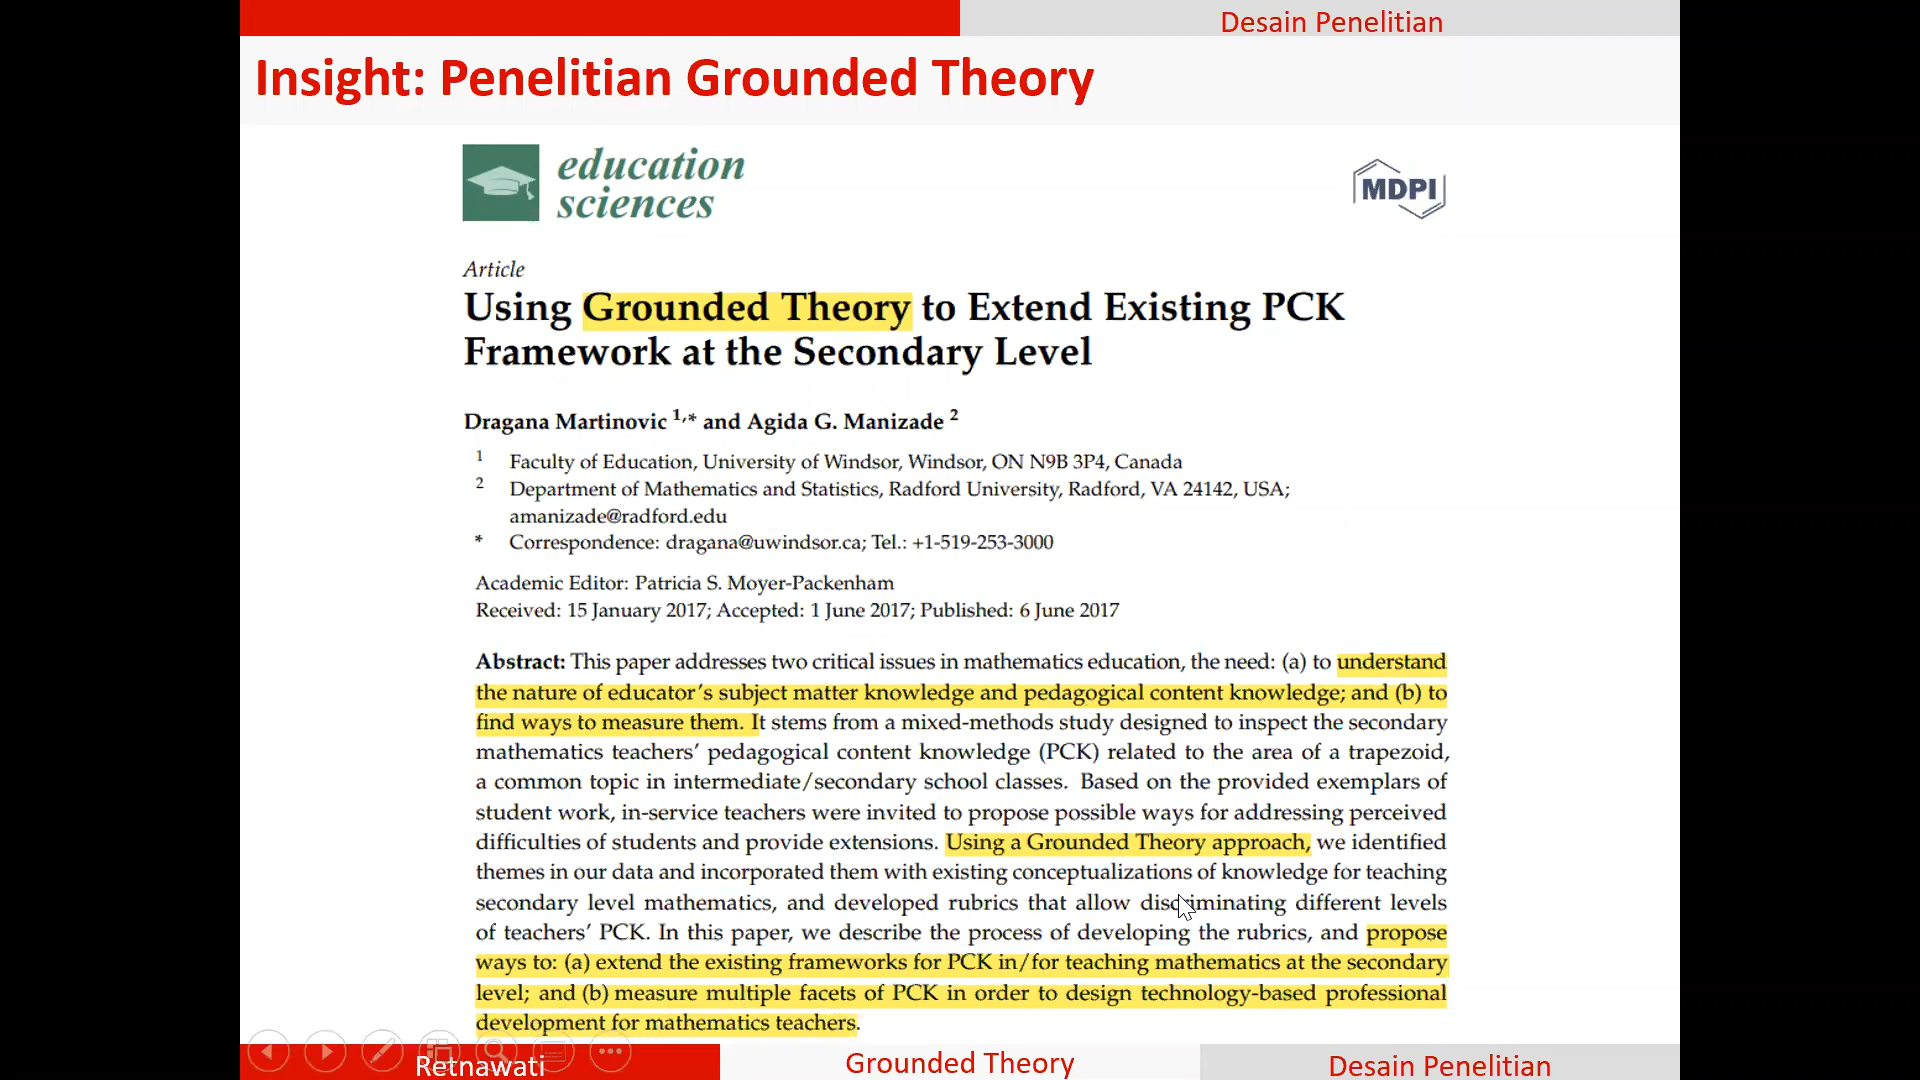 Desain Penelitian
Insight: Penelitian Grounded Theory
education
sciences
MDPI
Article
Using Grounded Theory to Extend Existing PCK
Framework at the Secondary Level
Dragana Martinovic 1,* and Agida G. Manizade 2
1 Faculty of Education, University of Windsor, Windsor, ON N9B 3P4, Canada
2 Department of Mathematics and Statistics, Radford University, Radford, VA 24142, USA;
amanizade@radford.edu
* Correspondence: dragana@uwindsor.ca; Tel.: +1-519-253-3000
Academic Editor: Patricia S. Moyer-Packenham
Received: 15 January 2017; Accepted: 1 June 2017; Published: 6 June 2017
Abstract: This paper addresses two critical issues in mathematics education, the need: (a) to understand
the nature of educator's subject matter knowledge and pedagogical content knowledge; and (b) to
find ways to measure them. It stems from a mixed-methods study designed to inspect the secondary
mathematics teachers' pedagogical content knowledge (PCK) related to the area of a trapezoid,
a common topic in intermediate/secondary school classes. Based on the provided exemplars of
student work, in-service teachers were invited to propose possible ways for addressing perceived
difficulties of students and provide extensions. Using a Grounded Theory approach, we identified
themes in our data and incorporated them with existing conceptualizations of knowledge for teaching
secondary level mathematics, and developed rubrics that allow discriminating different levels
of teachers' PCK. In this paper, we describe the process of developing the rubrics, and propose
ways to: (a) extend the existing frameworks for PCK in/for teaching mathematics at the secondary
level; and (b) measure multiple facets of PCK in order to design technology-based professional
development for mathematics teachers.
Retnawati
Grounded Theory
Desain Penelitian